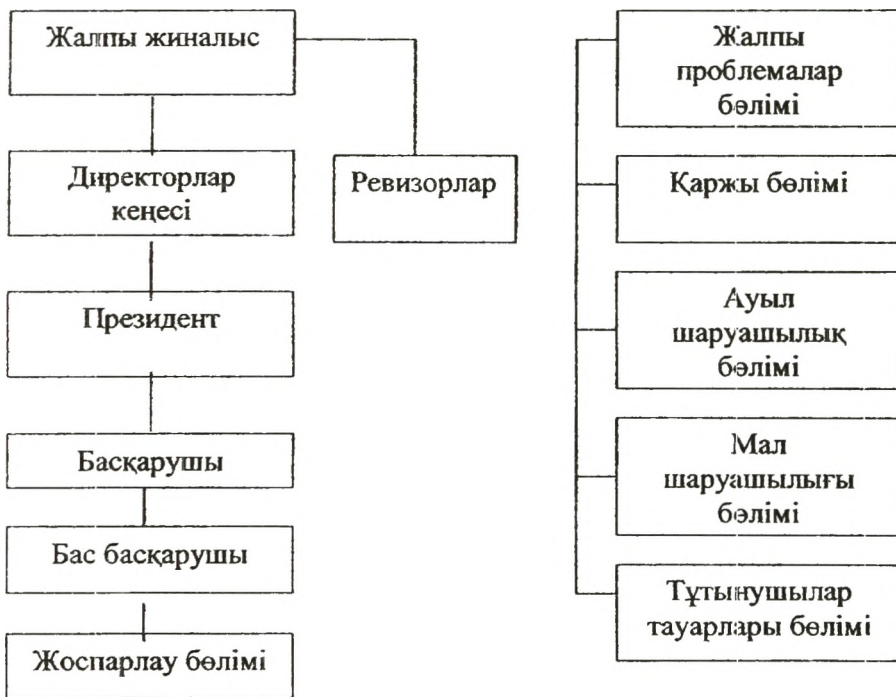 Жалпы жиналыс
Директорлар
кеңесі
Ревизорлар
Президент
Басқарушы
Бас басқарушы
Жоспарлау бөлімі
Жалпы
проблемалар
бөлімі
Қаржы бөлімі
Ауыл
шаруашылық
бөлімі
Мал
шаруашылығы
бөлімі
Тұтынушылар
тауарлары бөлімі